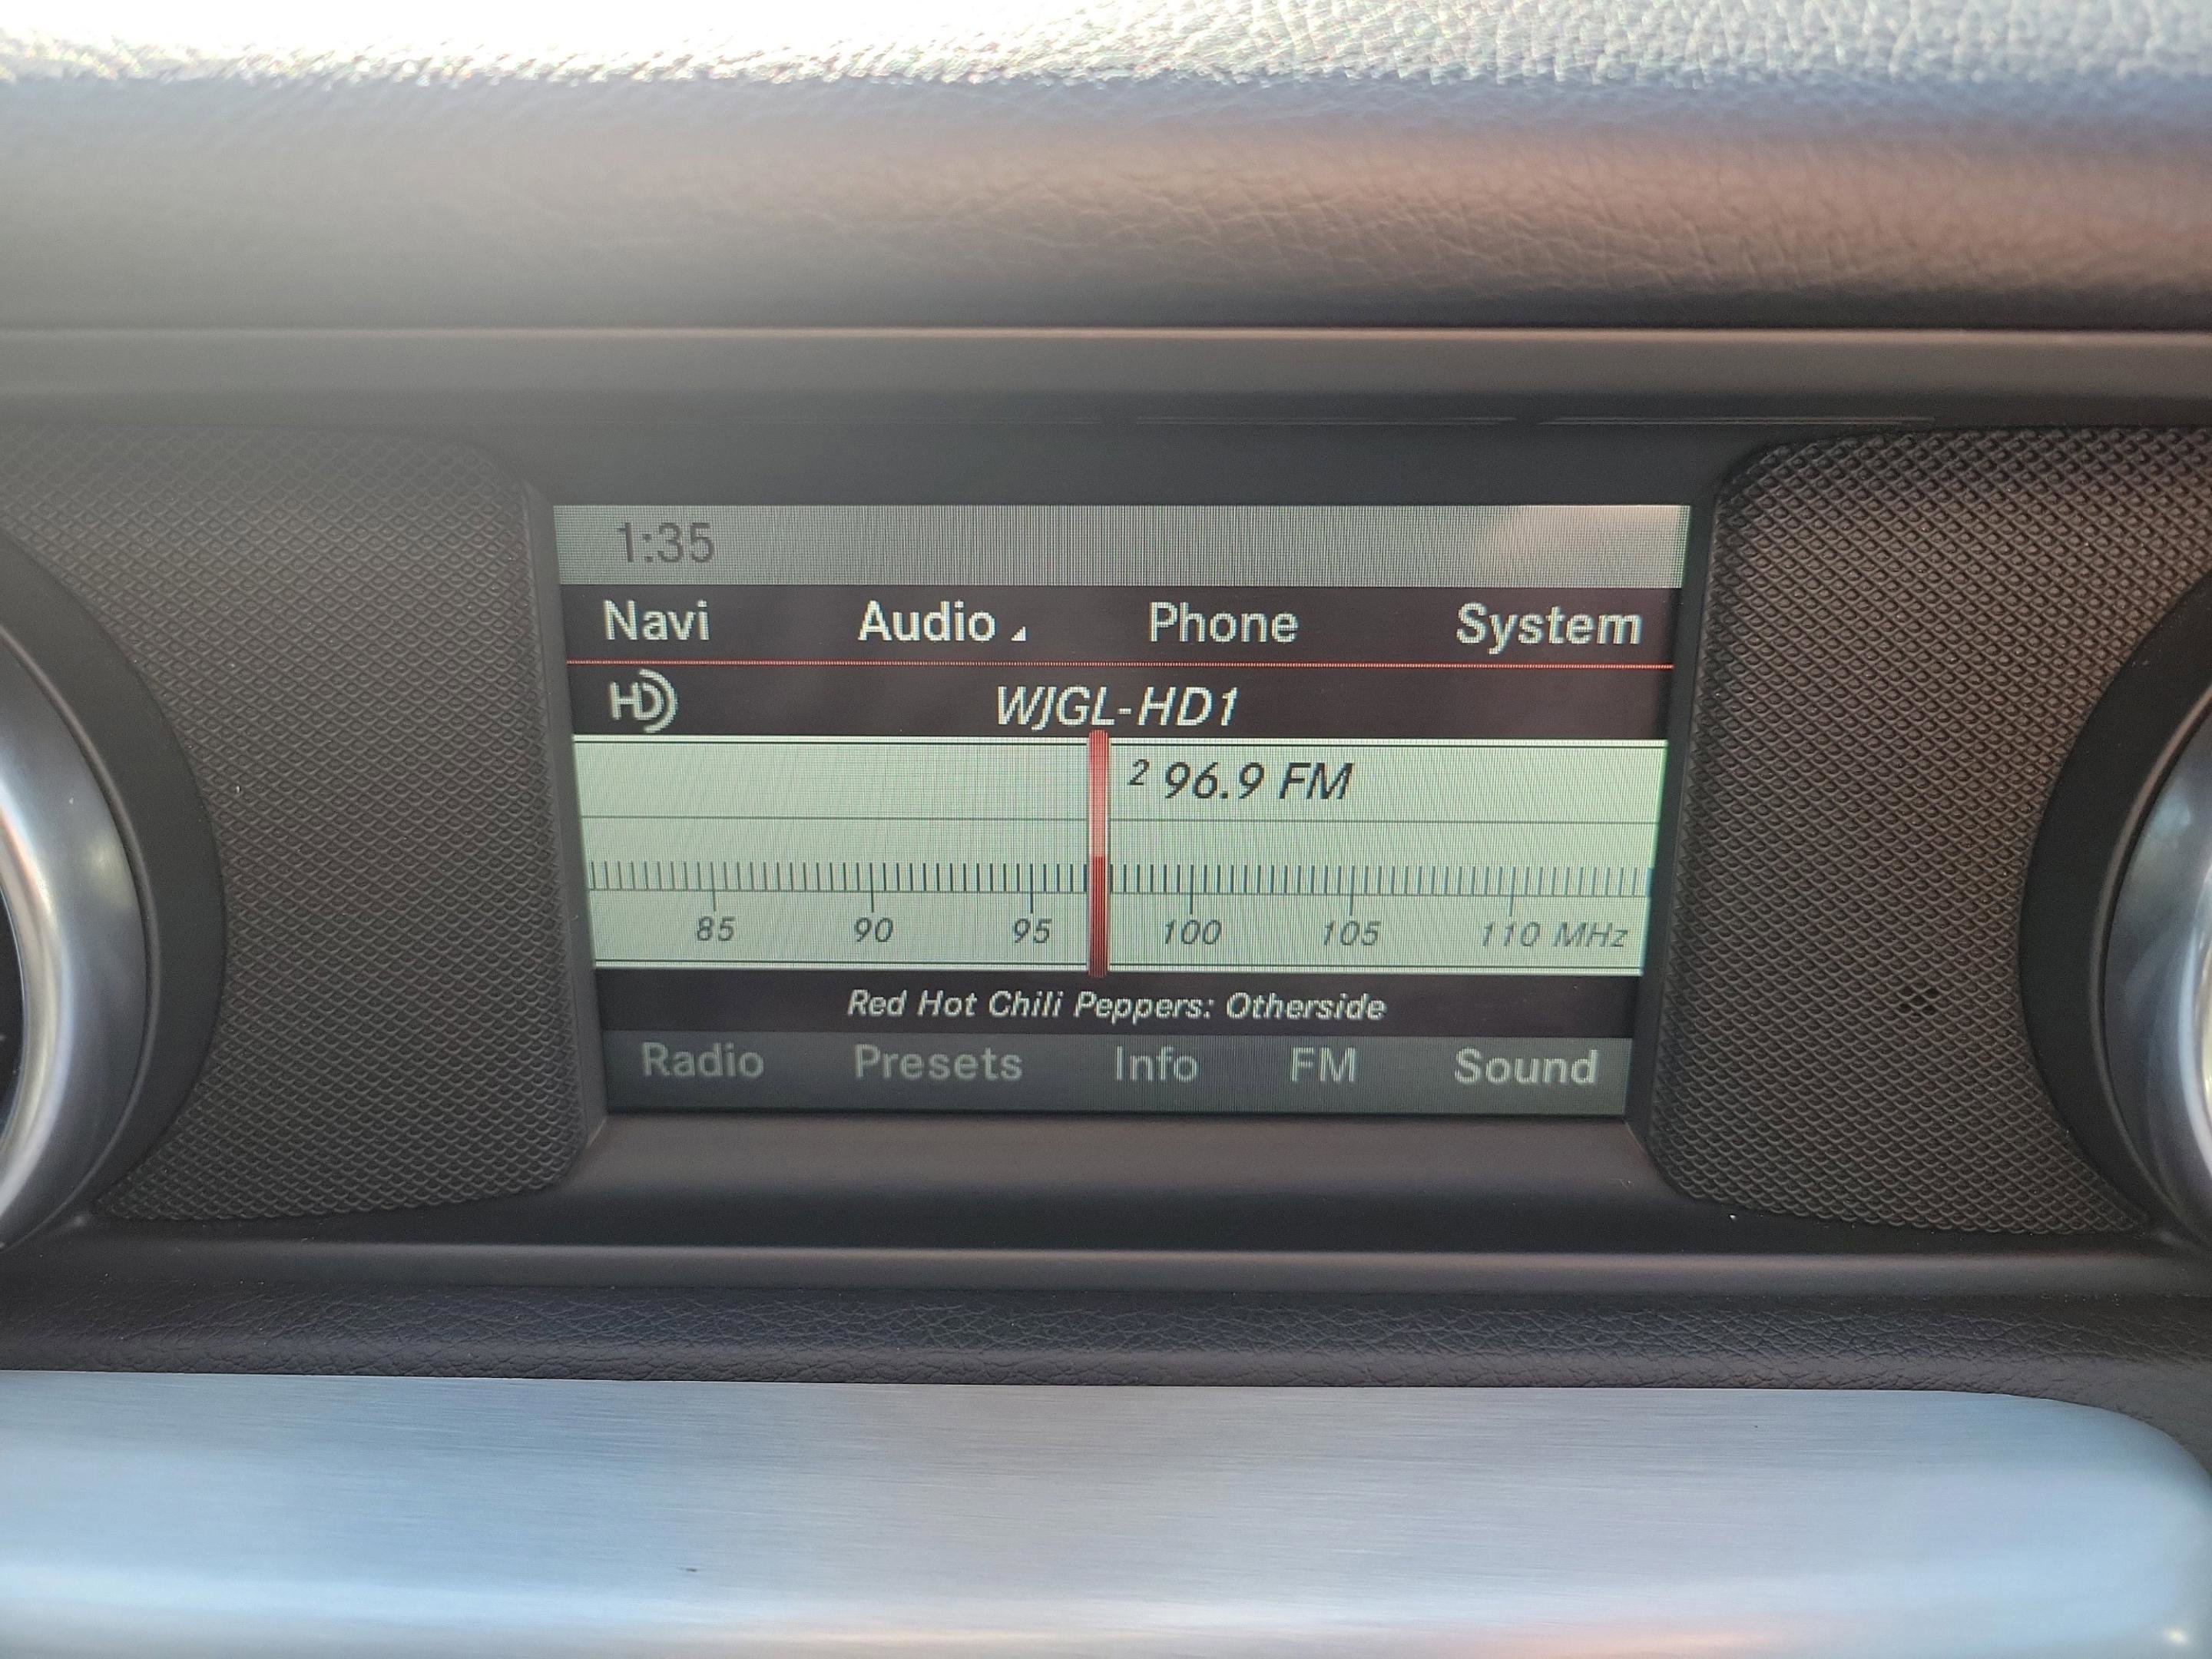 1:35
Navi Audio Phone System
HD WJGL-HD1
2 96.9 FM
85 90 95 100 105 110 MHz
Red Hot Chili Peppers: Otherside
Radio Presets Info FM Sound